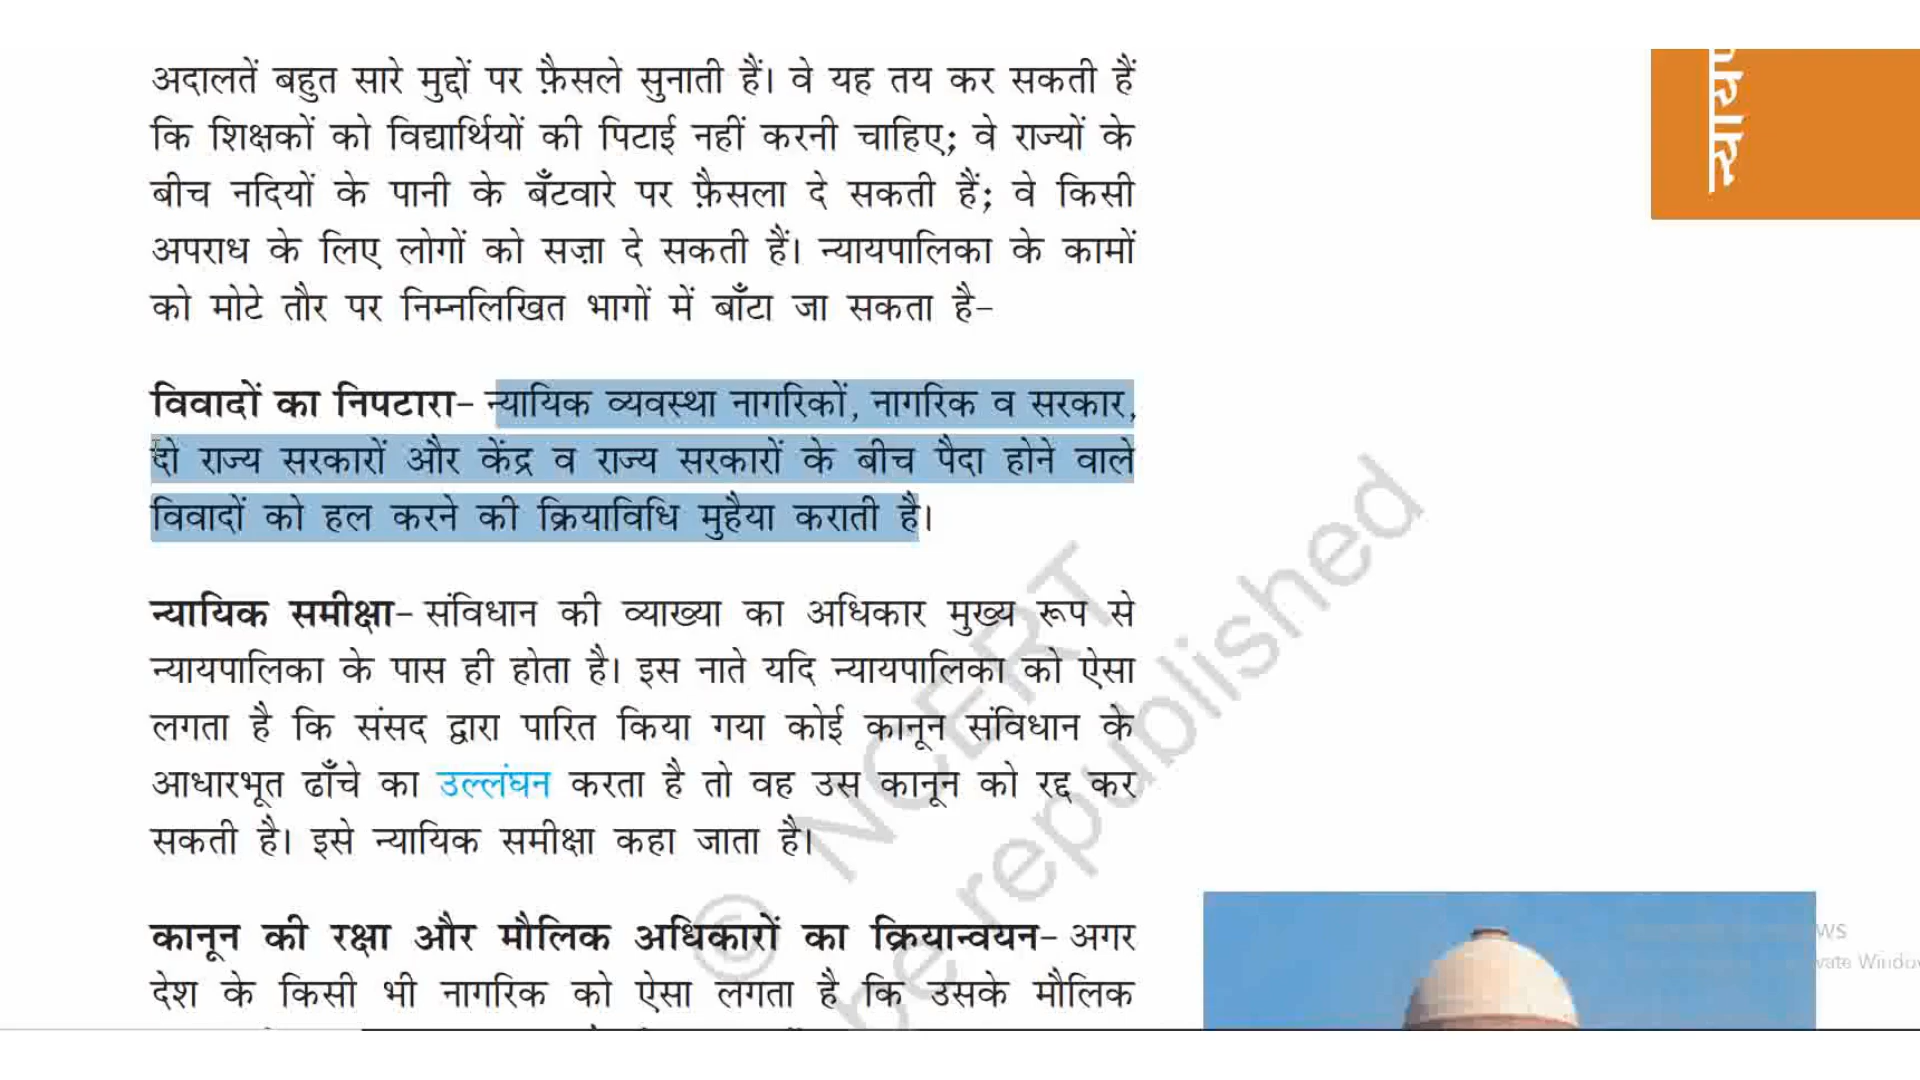 अदालतें बहुत सारे मुद्दों पर फ़ैसले सुनाती हैं। वे यह तय कर सकती हैं
कि शिक्षकों को विद्यार्थियों की पिटाई नहीं करनी चाहिए; वे राज्यों के
बीच नदियों के पानी के बँटवारे पर फ़ैसला दे सकती हैं; वे किसी
अपराध के लिए लोगों को सज़ा दे सकती हैं। न्यायपालिका के कामों
को मोटे तौर पर निम्नलिखित भागों में बाँटा जा सकता है–
विवादों का निपटारा– न्यायिक व्यवस्था नागरिकों, नागरिक व सरकार,
दो राज्य सरकारों और केंद्र व राज्य सरकारों के बीच पैदा होने वाले
विवादों को हल करने की क्रियाविधि मुहैया कराती है।
न्यायिक समीक्षा– संविधान की व्याख्या का अधिकार मुख्य रूप से
न्यायपालिका के पास ही होता है। इस नाते यदि न्यायपालिका को ऐसा
लगता है कि संसद द्वारा पारित किया गया कोई कानून संविधान के
आधारभूत ढाँचे का उल्लंघन करता है तो वह उस कानून को रद्द कर
सकती है। इसे न्यायिक समीक्षा कहा जाता है।
कानून की रक्षा और मौलिक अधिकारों का क्रियान्वयन– अगर
देश के किसी भी नागरिक को ऐसा लगता है कि उसके मौलिक
© NCERT
be republished